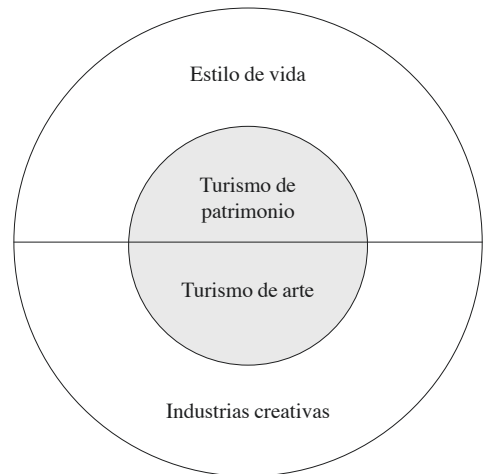 Estilo de vida
Turismo de
patrimonio
Turismo de arte
Industrias creativas